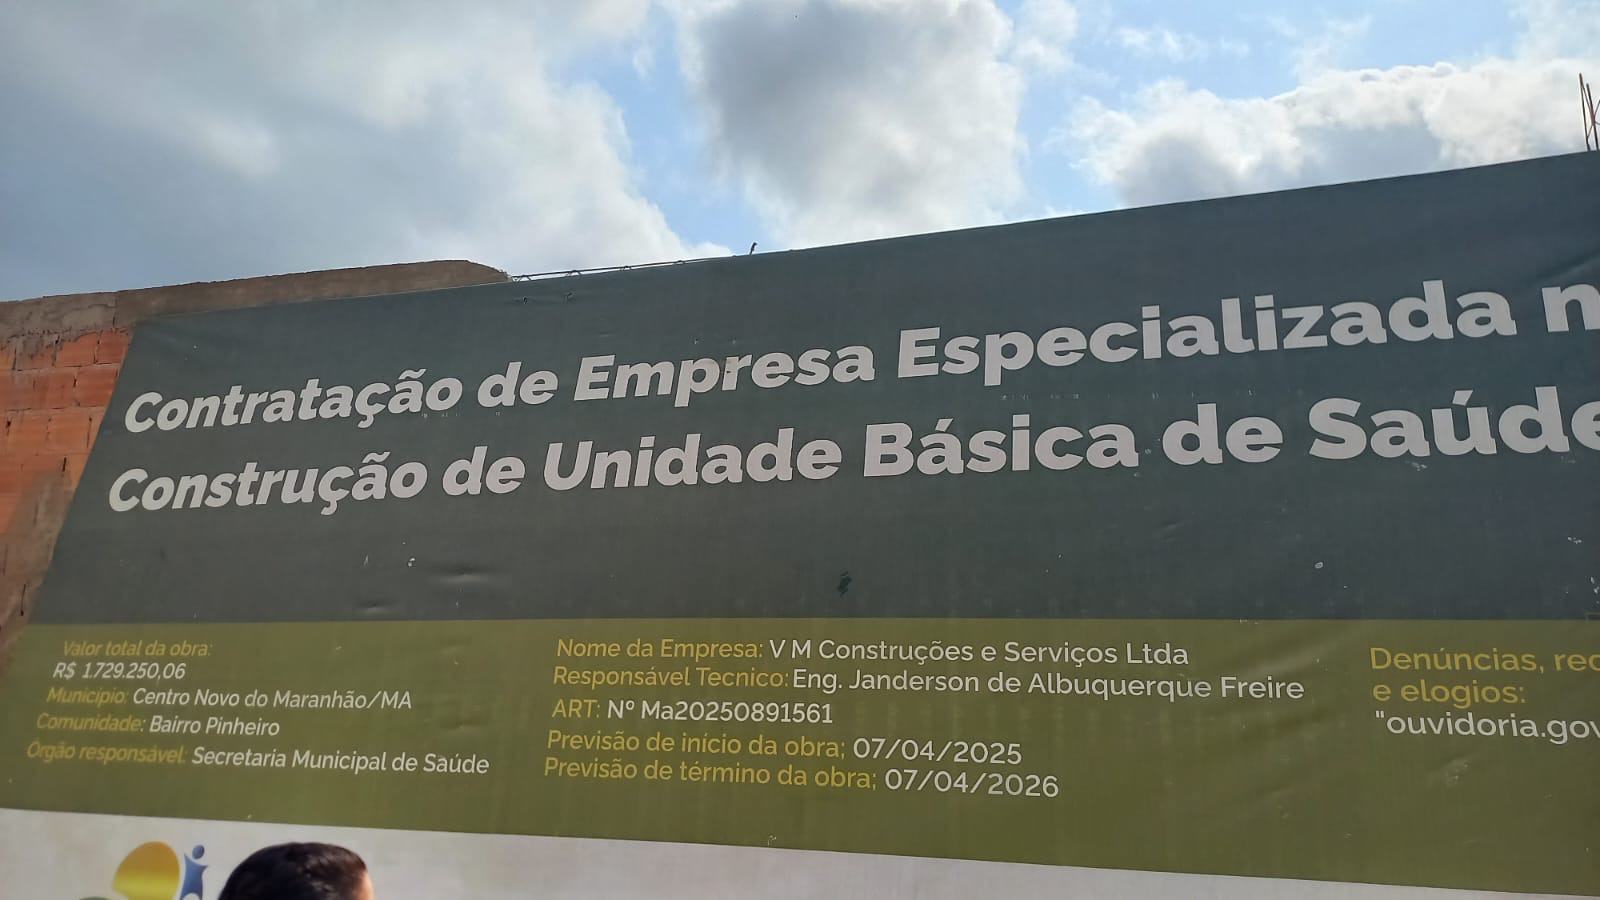 Contratação de Empresa Especializada n
Construção de Unidade Básica de Saúde
Valor total da obra:
R$ 1.729.250,06
Município: Centro Novo do Maranhão/MA
Comunidade: Bairro Pinheiro
Órgão responsável: Secretaria Municipal de Saúde
Nome da Empresa: V M Construções e Serviços Ltda
Responsável Tecnico: Eng. Janderson de Albuquerque Freire
ART: Nº Ma20250891561
Previsão de início da obra; 07/04/2025
Previsão de término da obra; 07/04/2026
Denúncias, rec
e elogios:
"ouvidoria.gov